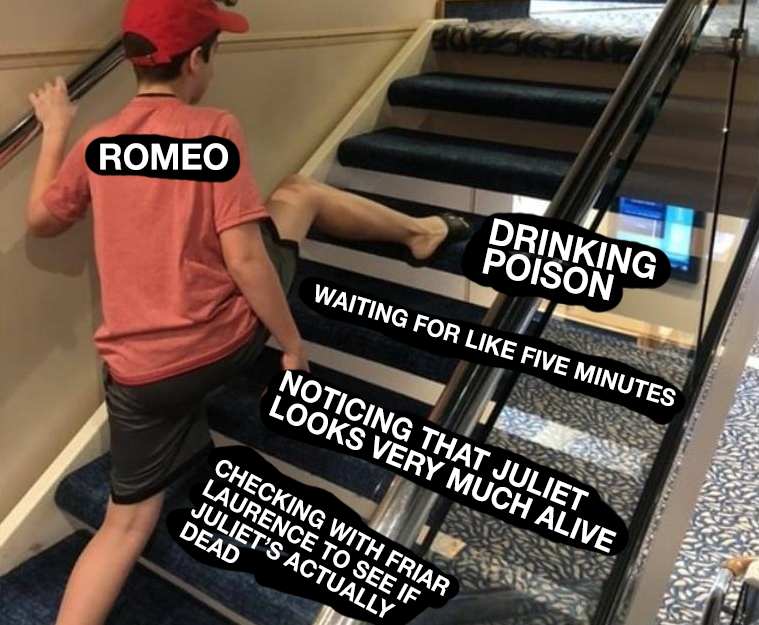 ROMEO
DRINKING
POISON
WAITING FOR LIKE FIVE MINUTES
NOTICING THAT JULIET
LOOKS VERY MUCH ALIVE
CHECKING WITH FRIAR
LAURENCE TO SEE IF
JULIET'S ACTUALLY
DEAD